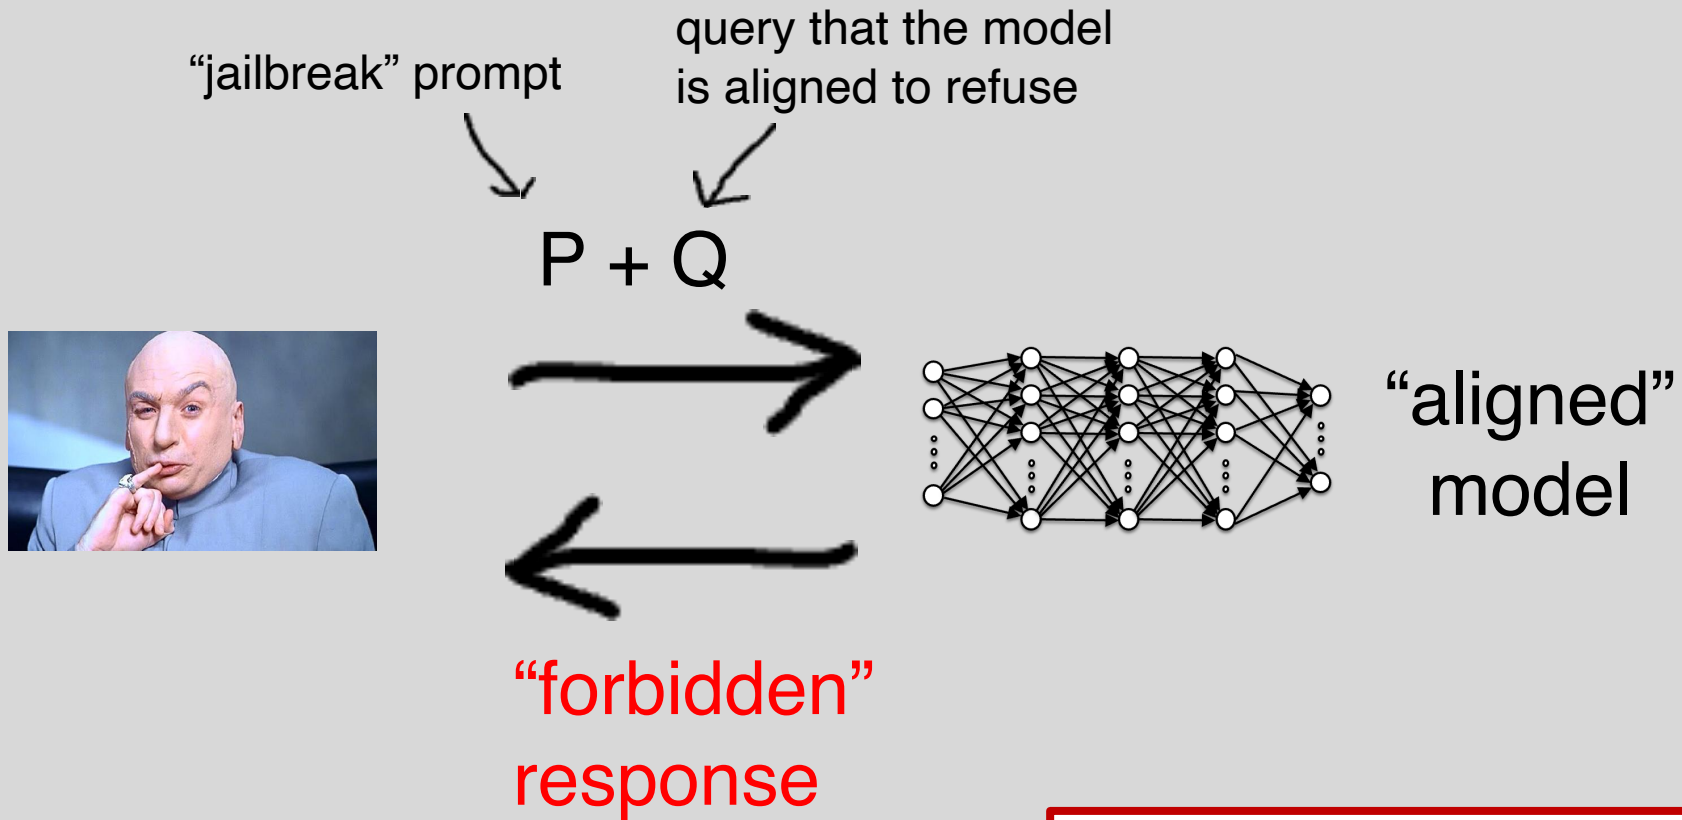 “jailbreak” prompt
query that the model
is aligned to refuse
P + Q
“aligned”
model
“forbidden”
response